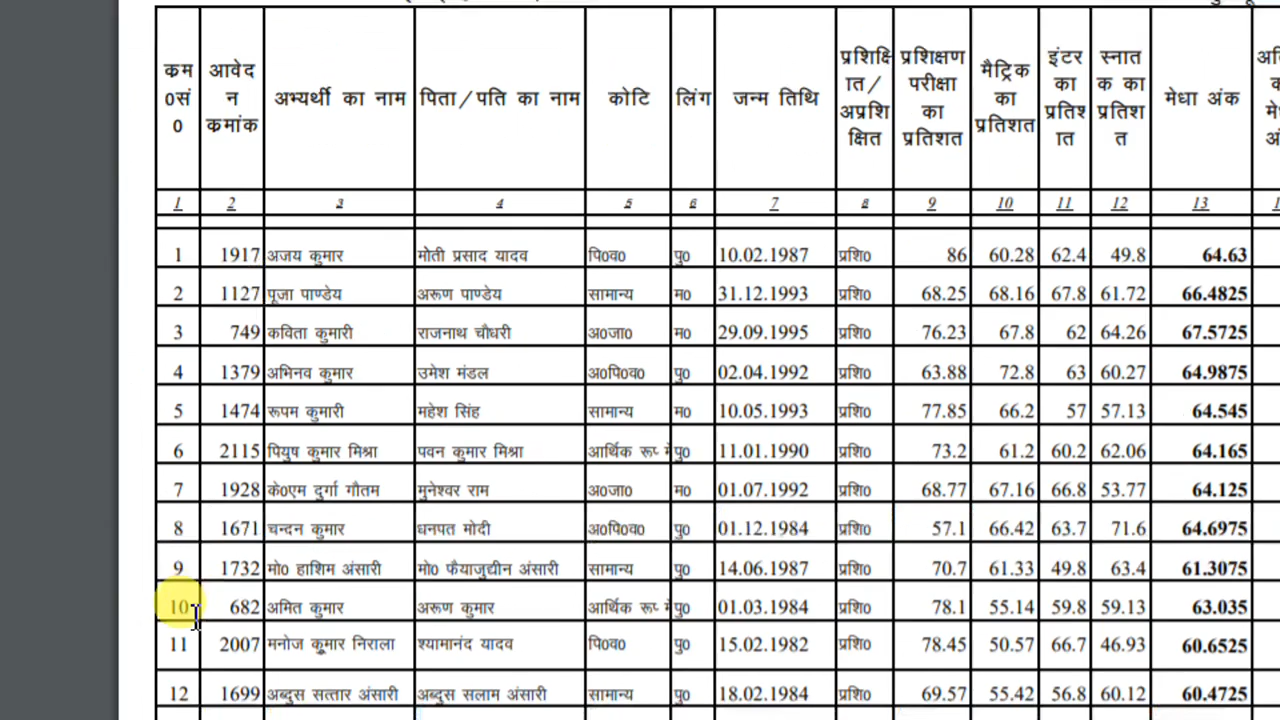 कम
0सं
0
आवेद
न
कमांक
अभ्यर्थी का नाम
पिता/पति का नाम
कोटि
लिंग
जन्म तिथि
प्रशिक्षि
ात/
अप्रशि
क्षित
प्रशिक्षण
परीक्षा
का
प्रतिशत
मैट्रिक
का
प्रतिशत
इंटर
का
प्रतिश
ात
स्नात
क का
प्रतिश
त
मेधा अंक
1 2 3 4 5 6 7 8 9 10 11 12 13
1 1917 अजय कुमार मोती प्रसाद यादव पि0व0 पु0 10.02.1987 प्रशि0 86 60.28 62.4 49.8 64.63
2 1127 पूजा पाण्डेय अरूण पाण्डेय सामान्य म0 31.12.1993 प्रशि0 68.25 68.16 67.8 61.72 66.4825
3 749 कविता कुमारी राजनाथ चौधरी अ0जा0 म0 29.09.1995 प्रशि0 76.23 67.8 62 64.26 67.5725
4 1379 अभिनव कुमार उमेश मंडल अ0पि0व0 पु0 02.04.1992 प्रशि0 63.88 72.8 63 60.27 64.9875
5 1474 रूपम कुमारी महेश सिंह सामान्य म0 10.05.1993 प्रशि0 77.85 66.2 57 57.13 64.545
6 2115 पियुष कुमार मिश्रा पवन कुमार मिश्रा आर्थिक पु0 11.01.1990 प्रशि0 73.2 61.2 60.2 62.06 64.165
7 1928 के0एम दुर्गा गौतम मुनेश्वर राम अ0जा0 म0 01.07.1992 प्रशि0 68.77 67.16 66.8 53.77 64.125
8 1671 चन्दन कुमार धनपत मोदी अ0पि0व0 पु0 01.12.1984 प्रशि0 57.1 66.42 63.7 71.6 64.6975
9 1732 मो0 हाशिम अंसारी मो0 फैयाजुद्यीन अंसारी सामान्य पु0 14.06.1987 प्रशि0 70.7 61.33 49.8 63.4 61.3075
10 682 अमित कुमार अरूण कुमार आर्थिक पु0 01.03.1984 प्रशि0 78.1 55.14 59.8 59.13 63.035
11 2007 मनोज कुमार निराला श्यामानंद यादव पि0व0 पु0 15.02.1982 प्रशि0 78.45 50.57 66.7 46.93 60.6525
12 1699 अब्दुस सत्तार अंसारी अब्दुस सलाम अंसारी सामान्य पु0 18.02.1984 प्रशि0 69.57 55.42 56.8 60.12 60.4725